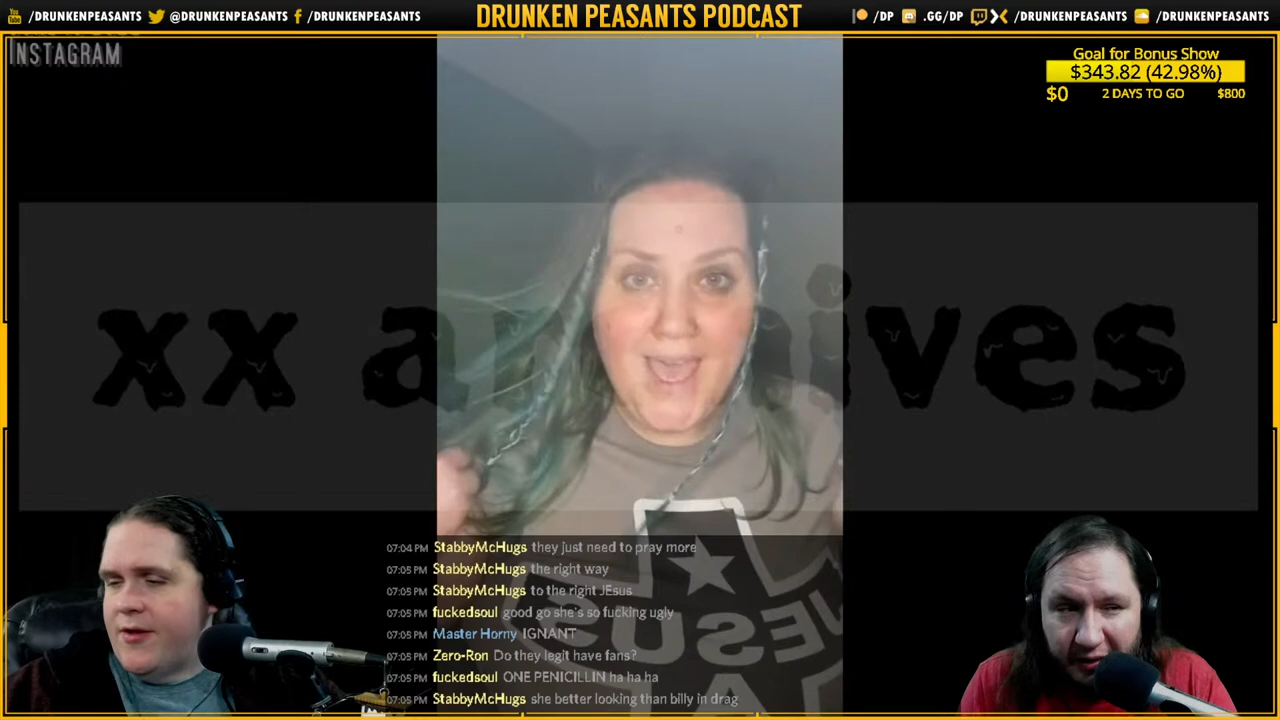 You Tube /DRUNKENPEASANTS @DRUNKENPEASANTS /DRUNKENPEASANTS
DRUNKEN PEASANTS PODCAST
/DP .GG/DP /DRUNKENPEASANTS /DRUNKENPEASANTS
INSTAGRAM
Goal for Bonus Show
$343.82 (42.98%)
$0 2 DAYS TO GO $800
07:04 PM StabbyMcHugs they just need to pray more
07:05 PM StabbyMcHugs the right way
07:05 PM StabbyMcHugs to the right JEsus
07:05 PM fuckedsoul good go she's so fucking ugly
07:05 PM Master Horny IGNANT
07:05 PM Zero-Ron Do they legit have fans?
07:05 PM fuckedsoul ONE PENICILLIN ha ha ha
07:05 PM StabbyMcHugs she better looking than billy in drag
JESUS